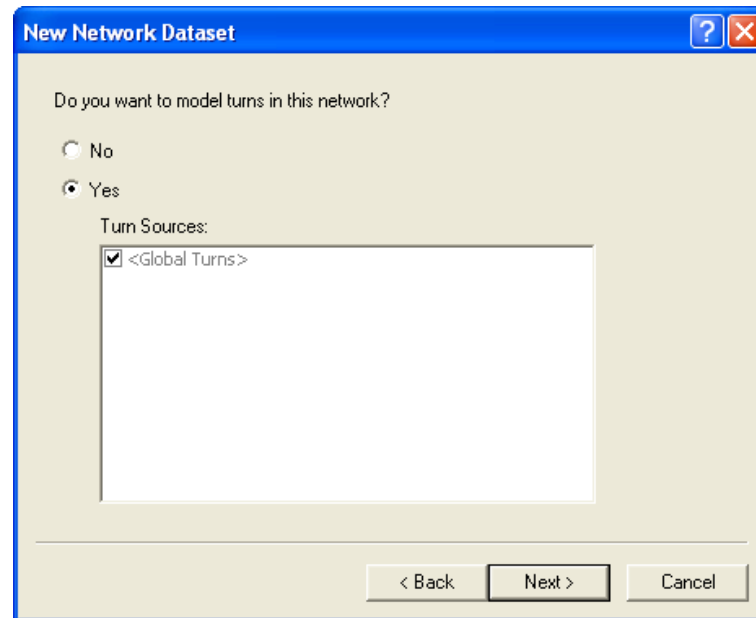 New Network Dataset
Do you want to model turns in this network?
No
Yes
Turn Sources:
<Global Turns>
< Back
Next >
Cancel